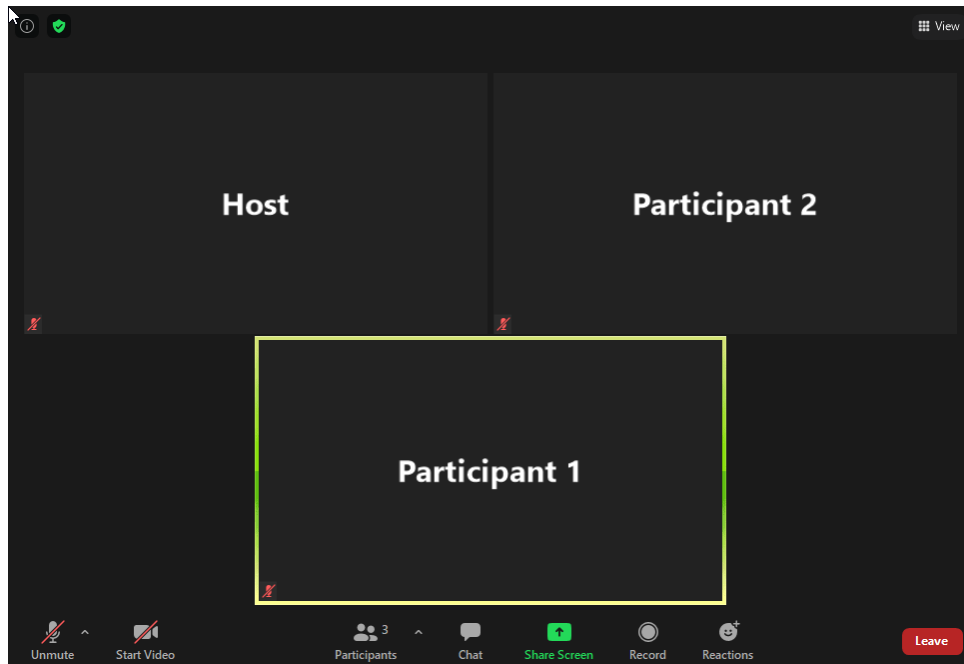 View
Host
Participant 2
Participant 1
3
Unmute
Start Video
Participants
Chat
Share Screen
Record
Reactions
Leave